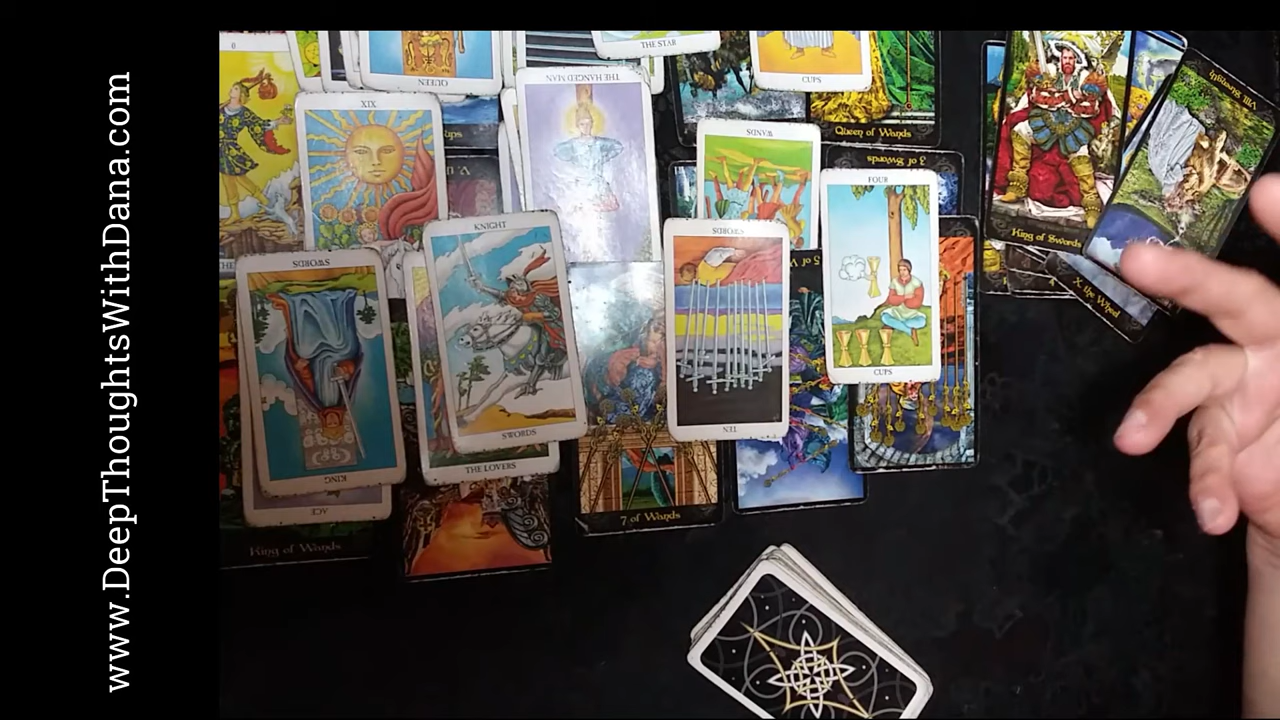 www.DeepThoughtsWithDana.com
0
QUEEN
THE STAR
CUPS
Queen of Wands
XIX
THE HANGED MAN
WANDS
3 of Swords
VIII Strength
King of Swords
X the Wheel
FOUR
CUPS
KNIGHT
SWORDS
SWORDS
KING
SWORDS
TEN
THE LOVERS
ACE
7 of Wands
King of Wands